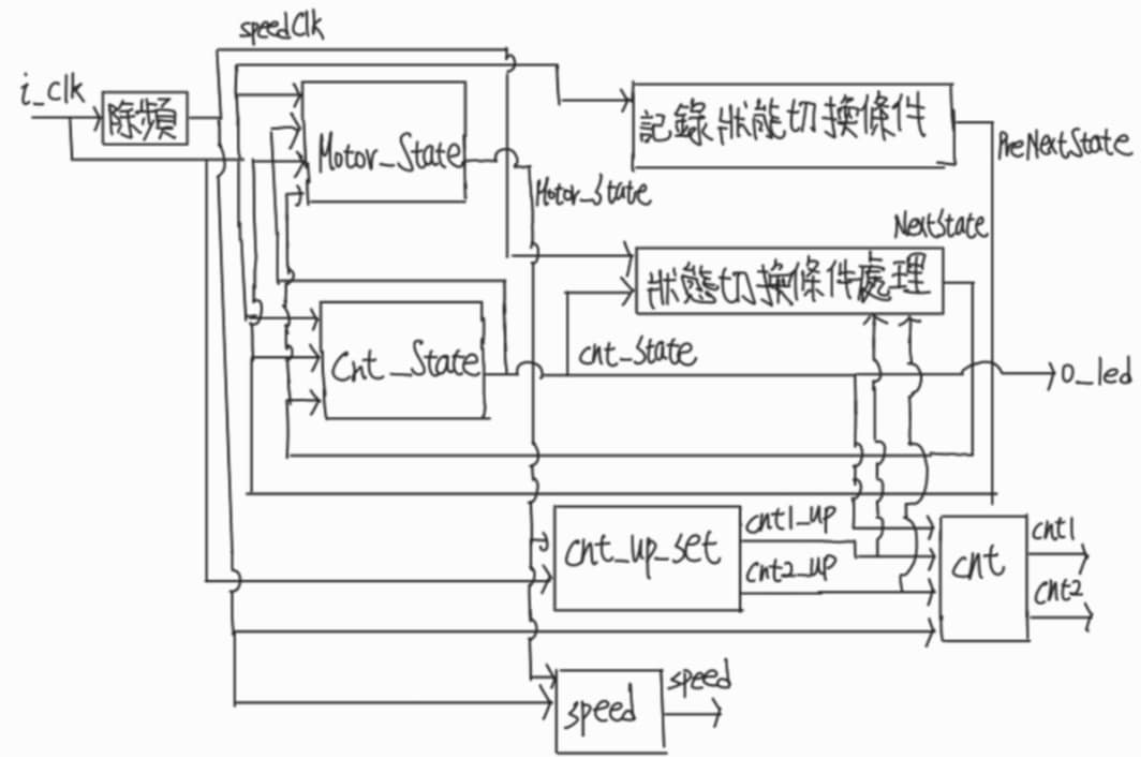 speedClk
i_clk
除頻
Motor_State
記錄狀態切換條件
PreNextState
Motor_State
NextState
狀態切換條件處理
Cnt_State
cnt_State
O_led
cnt1_up
cnt_up_set
cnt2_up
cnt
cnt1
cnt2
speed
speed